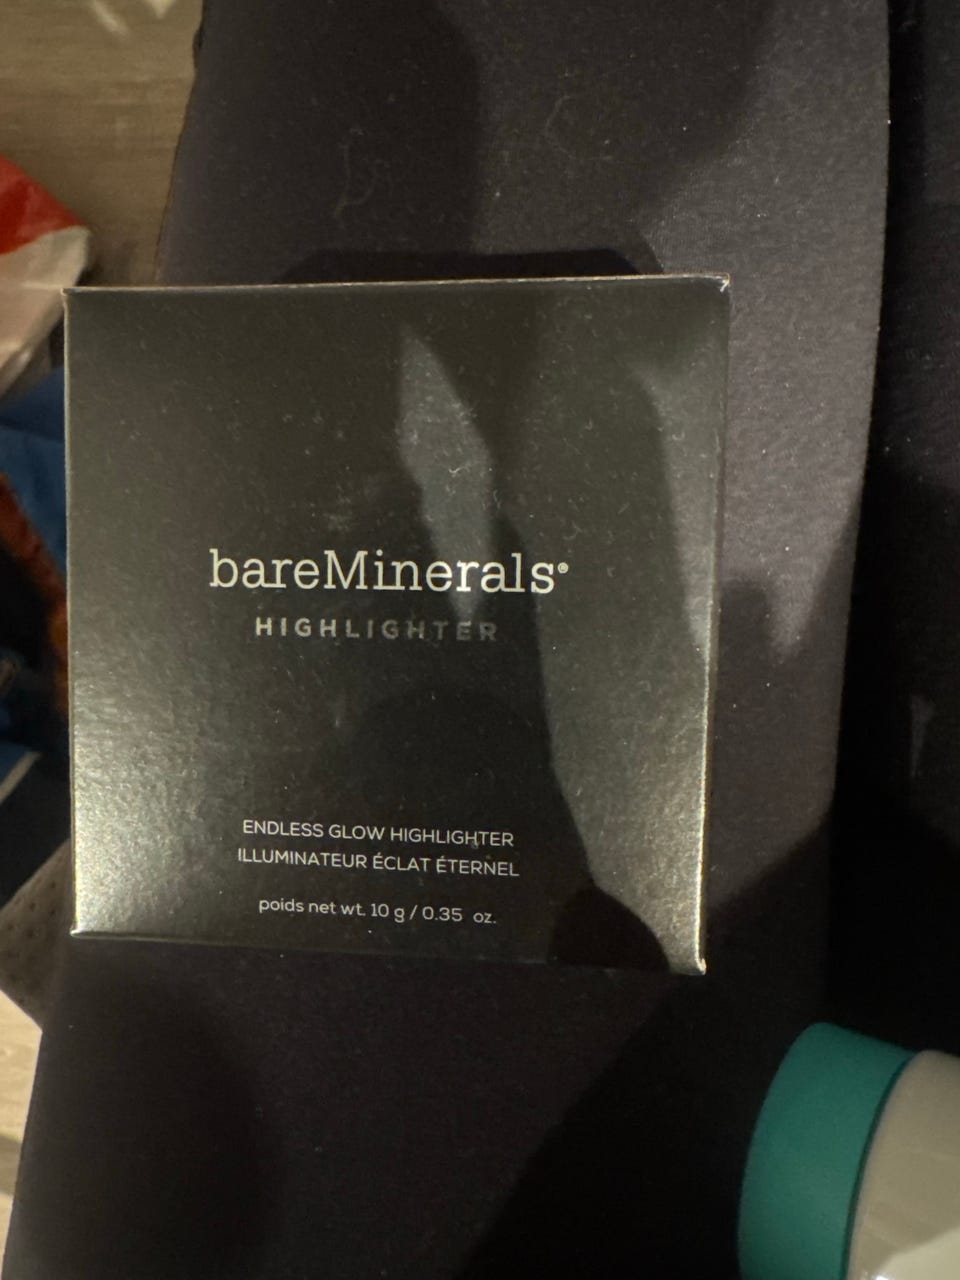 bareMinerals®
HIGHLIGHTER
ENDLESS GLOW HIGHLIGHTER
ILLUMINATEUR ÉCLAT ÉTERNEL
poids net wt. 10 g / 0.35 oz.